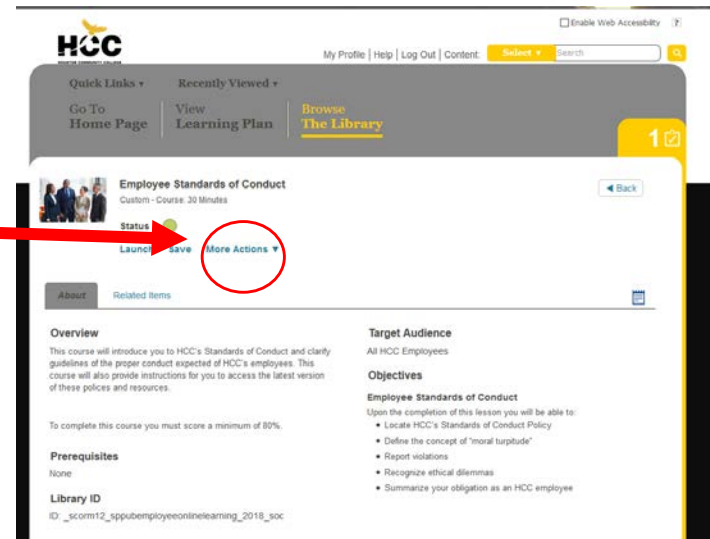 Enable Web Accessibility ?
HCC
HOUSTON COMMUNITY COLLEGE
My Profile | Help | Log Out | Content: Select ▾ Search
Quick Links ▾ Recently Viewed ▾
Go To
Home Page
View
Learning Plan
Browse
The Library
1
Employee Standards of Conduct
Custom - Course: 30 Minutes
◀ Back
Status
Launch Save More Actions ▼
About Related Items
Overview
This course will introduce you to HCC's Standards of Conduct and clarify
guidelines of the proper conduct expected of HCC's employees. This
course will also provide instructions for you to access the latest version
of these polices and resources.
To complete this course you must score a minimum of 80%.
Prerequisites
None
Library ID
ID: _scorm12_sppubemployeeonlinelearning_2018_soc
Target Audience
All HCC Employees
Objectives
Employee Standards of Conduct
Upon the completion of this lesson you will be able to:
• Locate HCC's Standards of Conduct Policy
• Define the concept of "moral turpitude"
• Report violations
• Recognize ethical dilemmas
• Summarize your obligation as an HCC employee